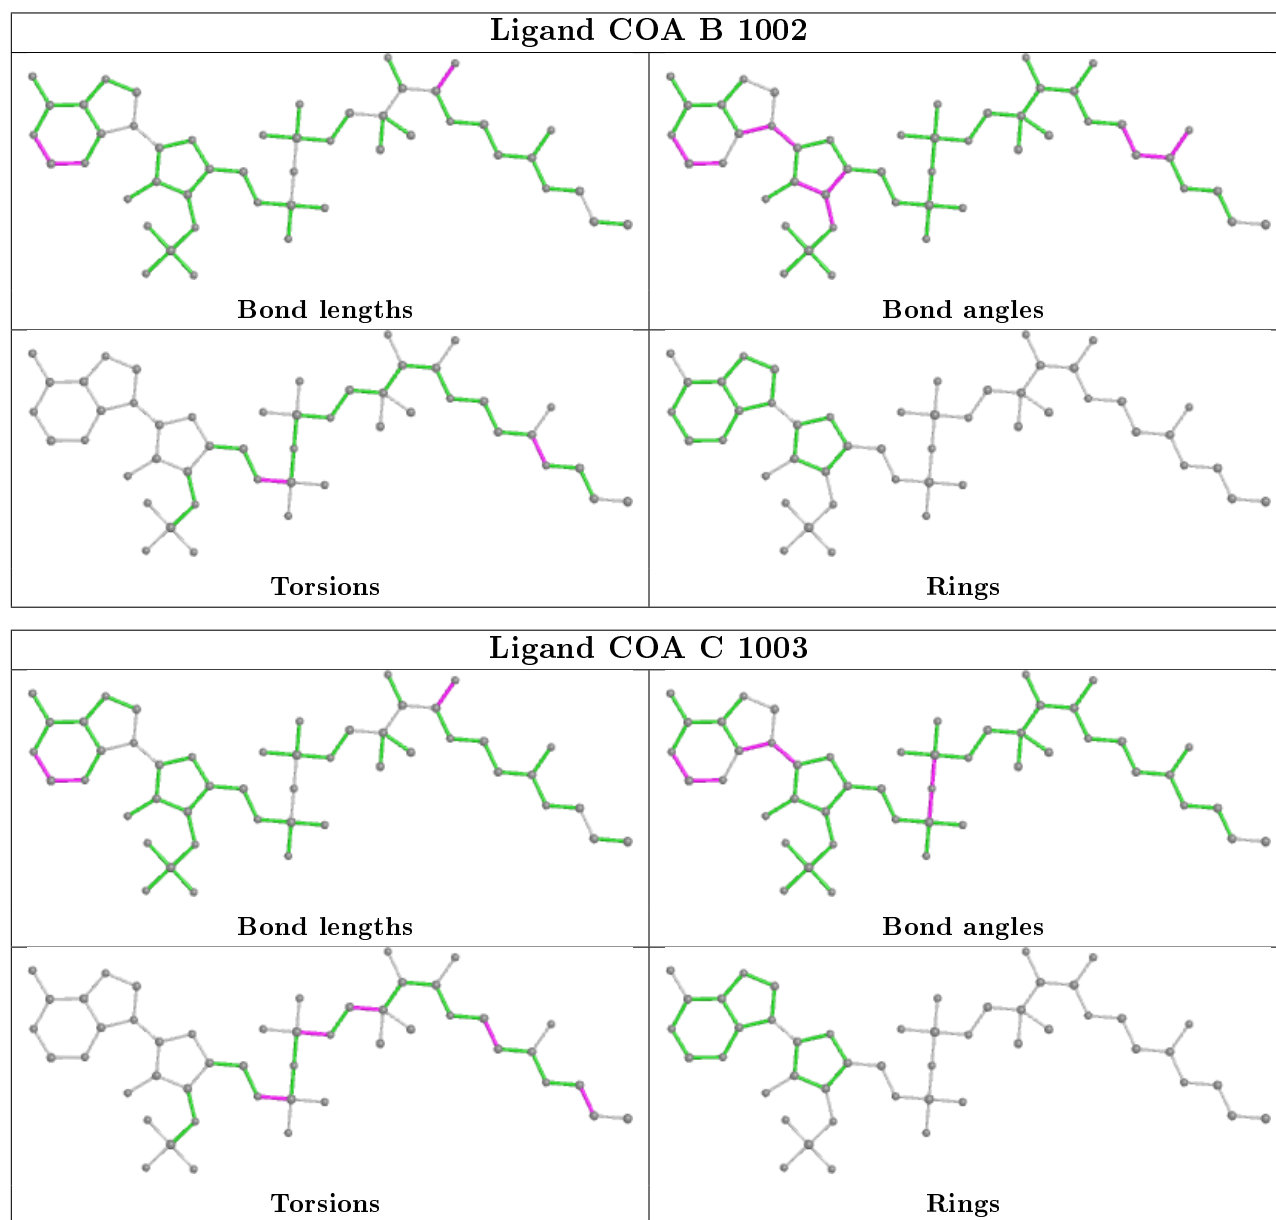 Ligand COA B 1002
Bond lengths
Bond angles
Torsions
Rings
Ligand COA C 1003
Bond lengths
Bond angles
Torsions
Rings